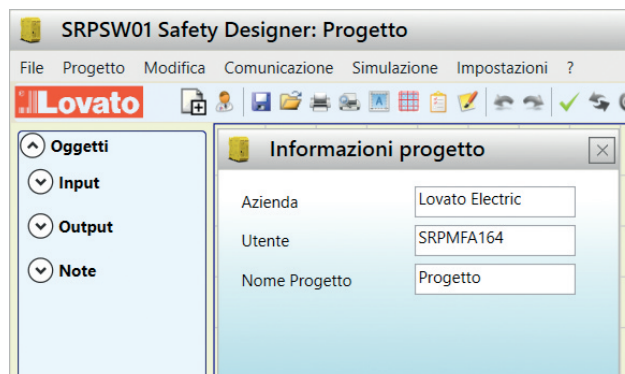 SRPSW01 Safety Designer: Progetto
File Progetto Modifica Comunicazione Simulazione Impostazioni ?
Lovato
Oggetti
Input
Output
Note
Informazioni progetto
Azienda Lovato Electric
Utente SRPMFA164
Nome Progetto Progetto